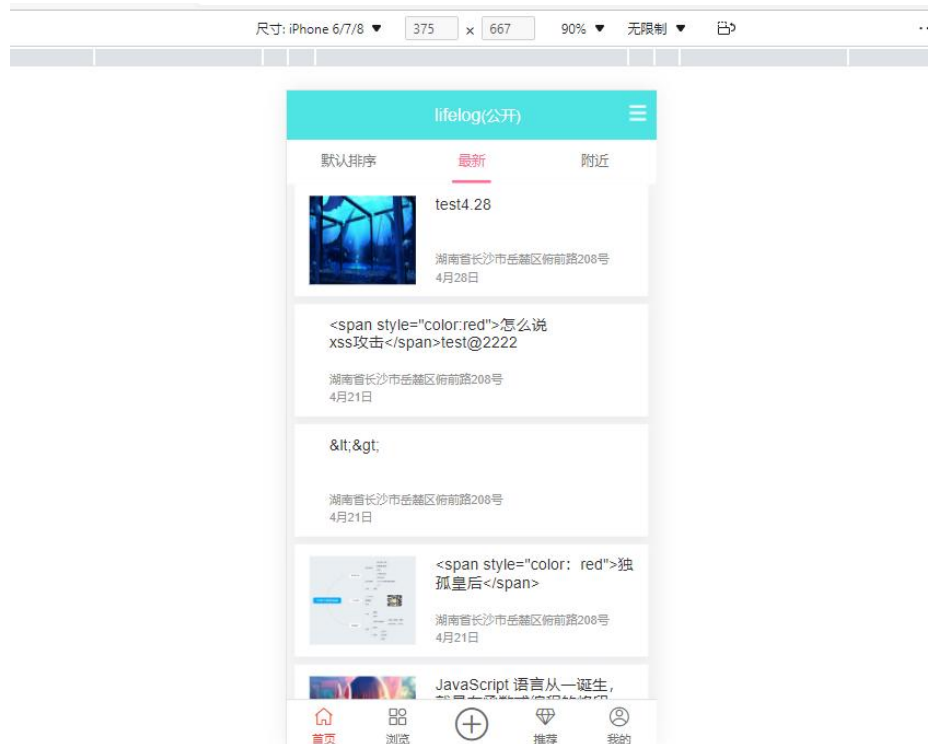 尺寸: iPhone 6/7/8 ▼ 375 x 667 90% ▼ 无限制 ▼
lifelog(公开)
默认排序 最新 附近
test4.28
湖南省长沙市岳麓区俯前路208号
4月28日
<span style="color:red">怎么说
xss攻击</span>test@2222
湖南省长沙市岳麓区俯前路208号
4月21日
&lt;&gt;
湖南省长沙市岳麓区俯前路208号
4月21日
<span style="color：red">独
孤皇后</span>
湖南省长沙市岳麓区俯前路208号
4月21日
JavaScript 语言从一诞生，
首页 浏览 推荐 我的